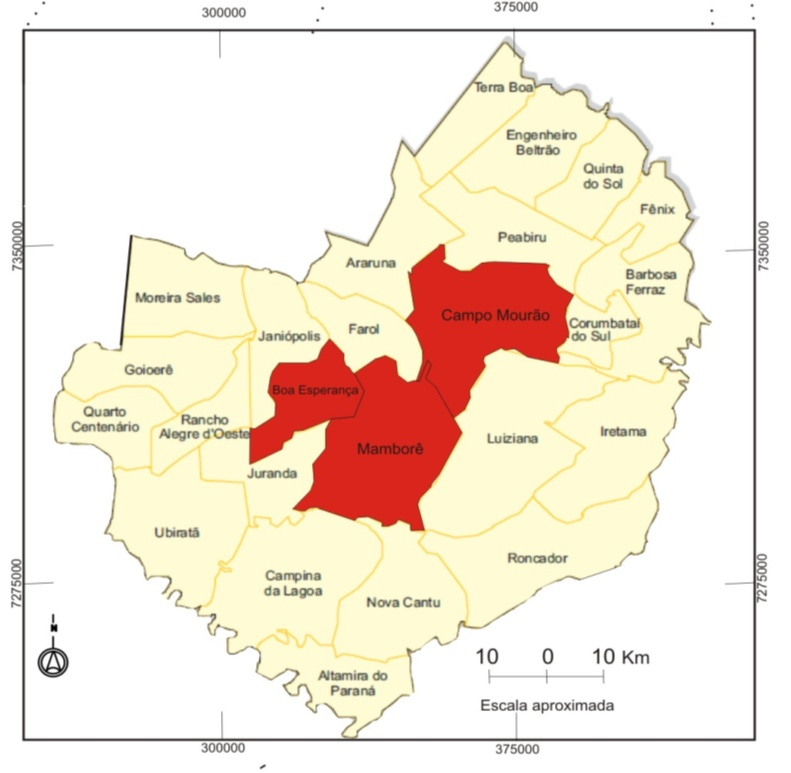 300000
375000
Terra Boa
Engenheiro
Beltrão
Quinta
do Sol
Fênix
7350000
7350000
Peabiru
Araruna
Barbosa
Ferraz
Moreira Sales
Campo Mourão
Corumbatai
do Sul
Farol
Janiópolis
Goioerê
Boa Esperança
Quarto
Centenário
Rancho
Alegre d'Oeste
Iretama
Luiziana
Mamborê
Juranda
Ubiratã
Roncador
Campina
da Lagoa
7275000
7275000
Nova Cantu
N
10 0 10 Km
Altamira do
Paraná
Escala aproximada
300000
375000